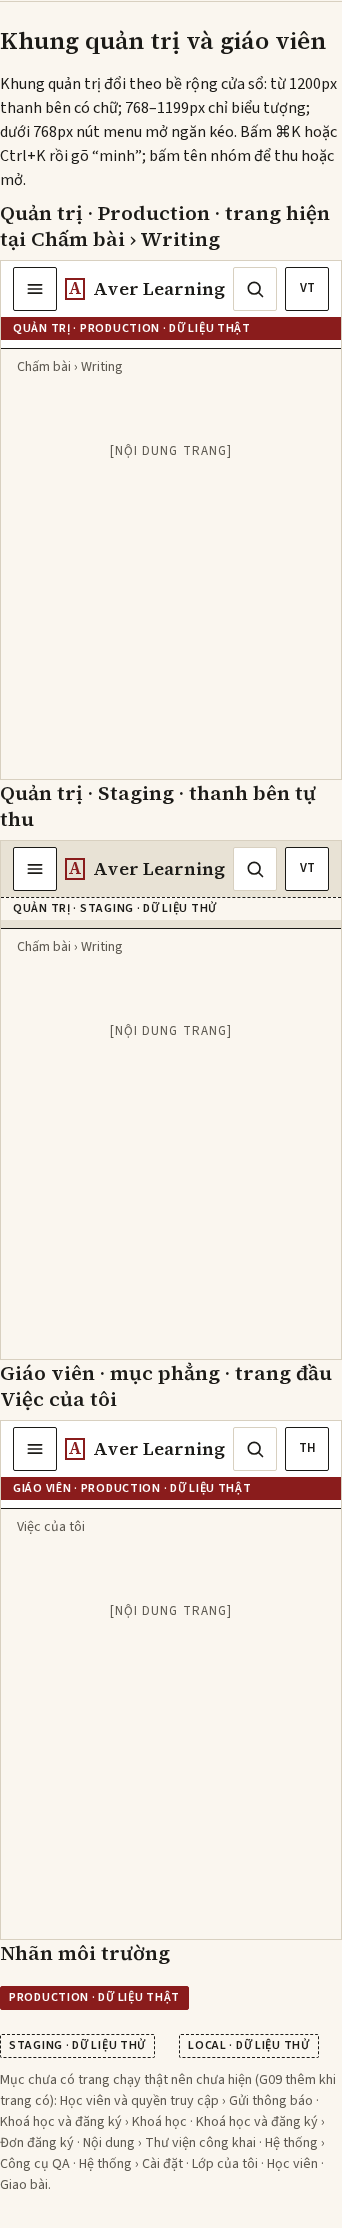 Khung quản trị và giáo viên
Khung quản trị đổi theo bề rộng cửa sổ: từ 1200px
thanh bên có chữ; 768–1199px chỉ biểu tượng;
dưới 768px nút menu mở ngăn kéo. Bấm ⌘K hoặc
Ctrl+K rồi gõ “minh”; bấm tên nhóm để thu hoặc
mở.
Quản trị · Production · trang hiện
tại Chấm bài › Writing
A Aver Learning VT
QUẢN TRỊ · PRODUCTION · DỮ LIỆU THẬT
Chấm bài › Writing
[NỘI DUNG TRANG]
Quản trị · Staging · thanh bên tự
thu
A Aver Learning VT
QUẢN TRỊ · STAGING · DỮ LIỆU THỬ
Chấm bài › Writing
[NỘI DUNG TRANG]
Giáo viên · mục phẳng · trang đầu
Việc của tôi
A Aver Learning TH
GIÁO VIÊN · PRODUCTION · DỮ LIỆU THẬT
Việc của tôi
[NỘI DUNG TRANG]
Nhãn môi trường
PRODUCTION · DỮ LIỆU THẬT
STAGING · DỮ LIỆU THỬ LOCAL · DỮ LIỆU THỬ
Mục chưa có trang chạy thật nên chưa hiện (G09 thêm khi
trang có): Học viên và quyền truy cập › Gửi thông báo ·
Khoá học và đăng ký › Khoá học · Khoá học và đăng ký ›
Đơn đăng ký · Nội dung › Thư viện công khai · Hệ thống ›
Công cụ QA · Hệ thống › Cài đặt · Lớp của tôi · Học viên ·
Giao bài.